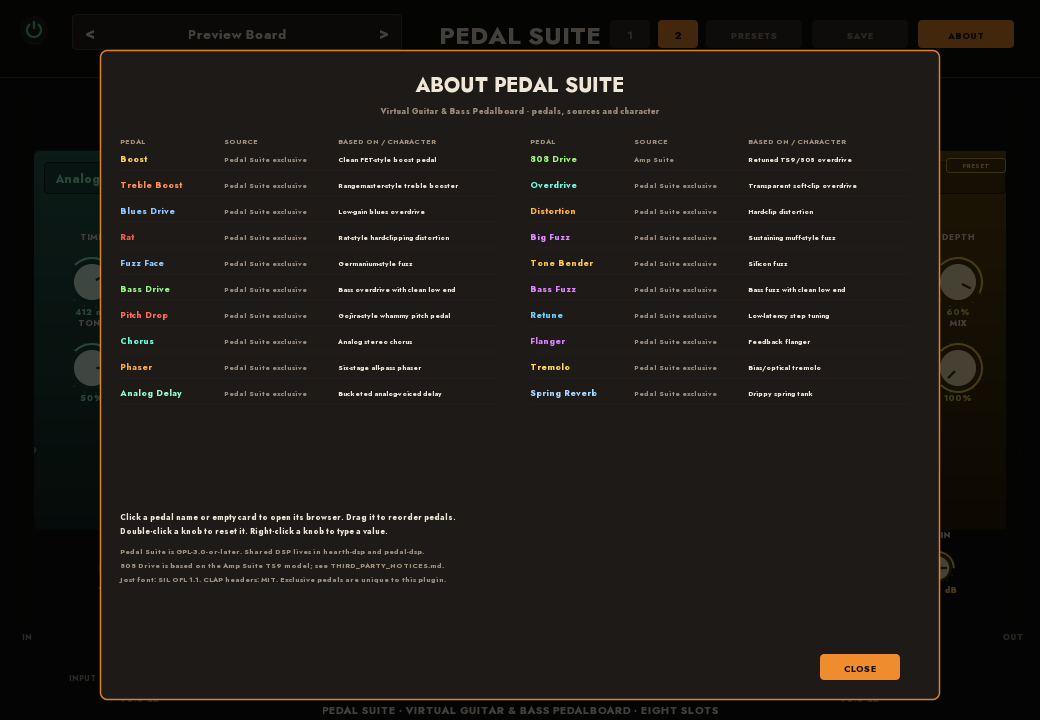 < Preview Board >
PEDAL SUITE
1
2
PRESETS
SAVE
ABOUT
ABOUT PEDAL SUITE
Virtual Guitar & Bass Pedalboard - pedals, sources and character
PEDAL SOURCE BASED ON / CHARACTER PEDAL SOURCE BASED ON / CHARACTER
Boost Pedal Suite exclusive Clean FET-style boost pedal 808 Drive Amp Suite Retuned TS9/808 overdrive
Treble Boost Pedal Suite exclusive Rangemaster-style treble booster Overdrive Pedal Suite exclusive Transparent soft-clip overdrive
Blues Drive Pedal Suite exclusive Low-gain blues overdrive Distortion Pedal Suite exclusive Hard-clip distortion
Rat Pedal Suite exclusive Rat-style hard-clipping distortion Big Fuzz Pedal Suite exclusive Sustaining muff-style fuzz
Fuzz Face Pedal Suite exclusive Germanium-style fuzz Tone Bender Pedal Suite exclusive Silicon fuzz
Bass Drive Pedal Suite exclusive Bass overdrive with clean low end Bass Fuzz Pedal Suite exclusive Bass fuzz with clean low end
Pitch Drop Pedal Suite exclusive Gojira-style whammy pitch pedal Retune Pedal Suite exclusive Low-latency step tuning
Chorus Pedal Suite exclusive Analog stereo chorus Flanger Pedal Suite exclusive Feedback flanger
Phaser Pedal Suite exclusive Six-stage all-pass phaser Tremolo Pedal Suite exclusive Bias/optical tremolo
Analog Delay Pedal Suite exclusive Bucketed analog-voiced delay Spring Reverb Pedal Suite exclusive Drippy spring tank
Click a pedal name or empty card to open its browser. Drag it to reorder pedals.
Double-click a knob to reset it. Right-click a knob to type a value.
Pedal Suite is GPL-3.0-or-later. Shared DSP lives in hearth-dsp and pedal-dsp.
808 Drive is based on the Amp Suite TS9 model; see THIRD_PARTY_NOTICES.md.
Jost font: SIL OFL 1.1. CLAP headers: MIT. Exclusive pedals are unique to this plugin.
CLOSE
Analog
PRESET
TIM
DEPTH
412 m
TON
60%
MIX
50%
100%
IN
dB
IN
OUT
INPUT
PEDAL SUITE · VIRTUAL GUITAR & BASS PEDALBOARD · EIGHT SLOTS